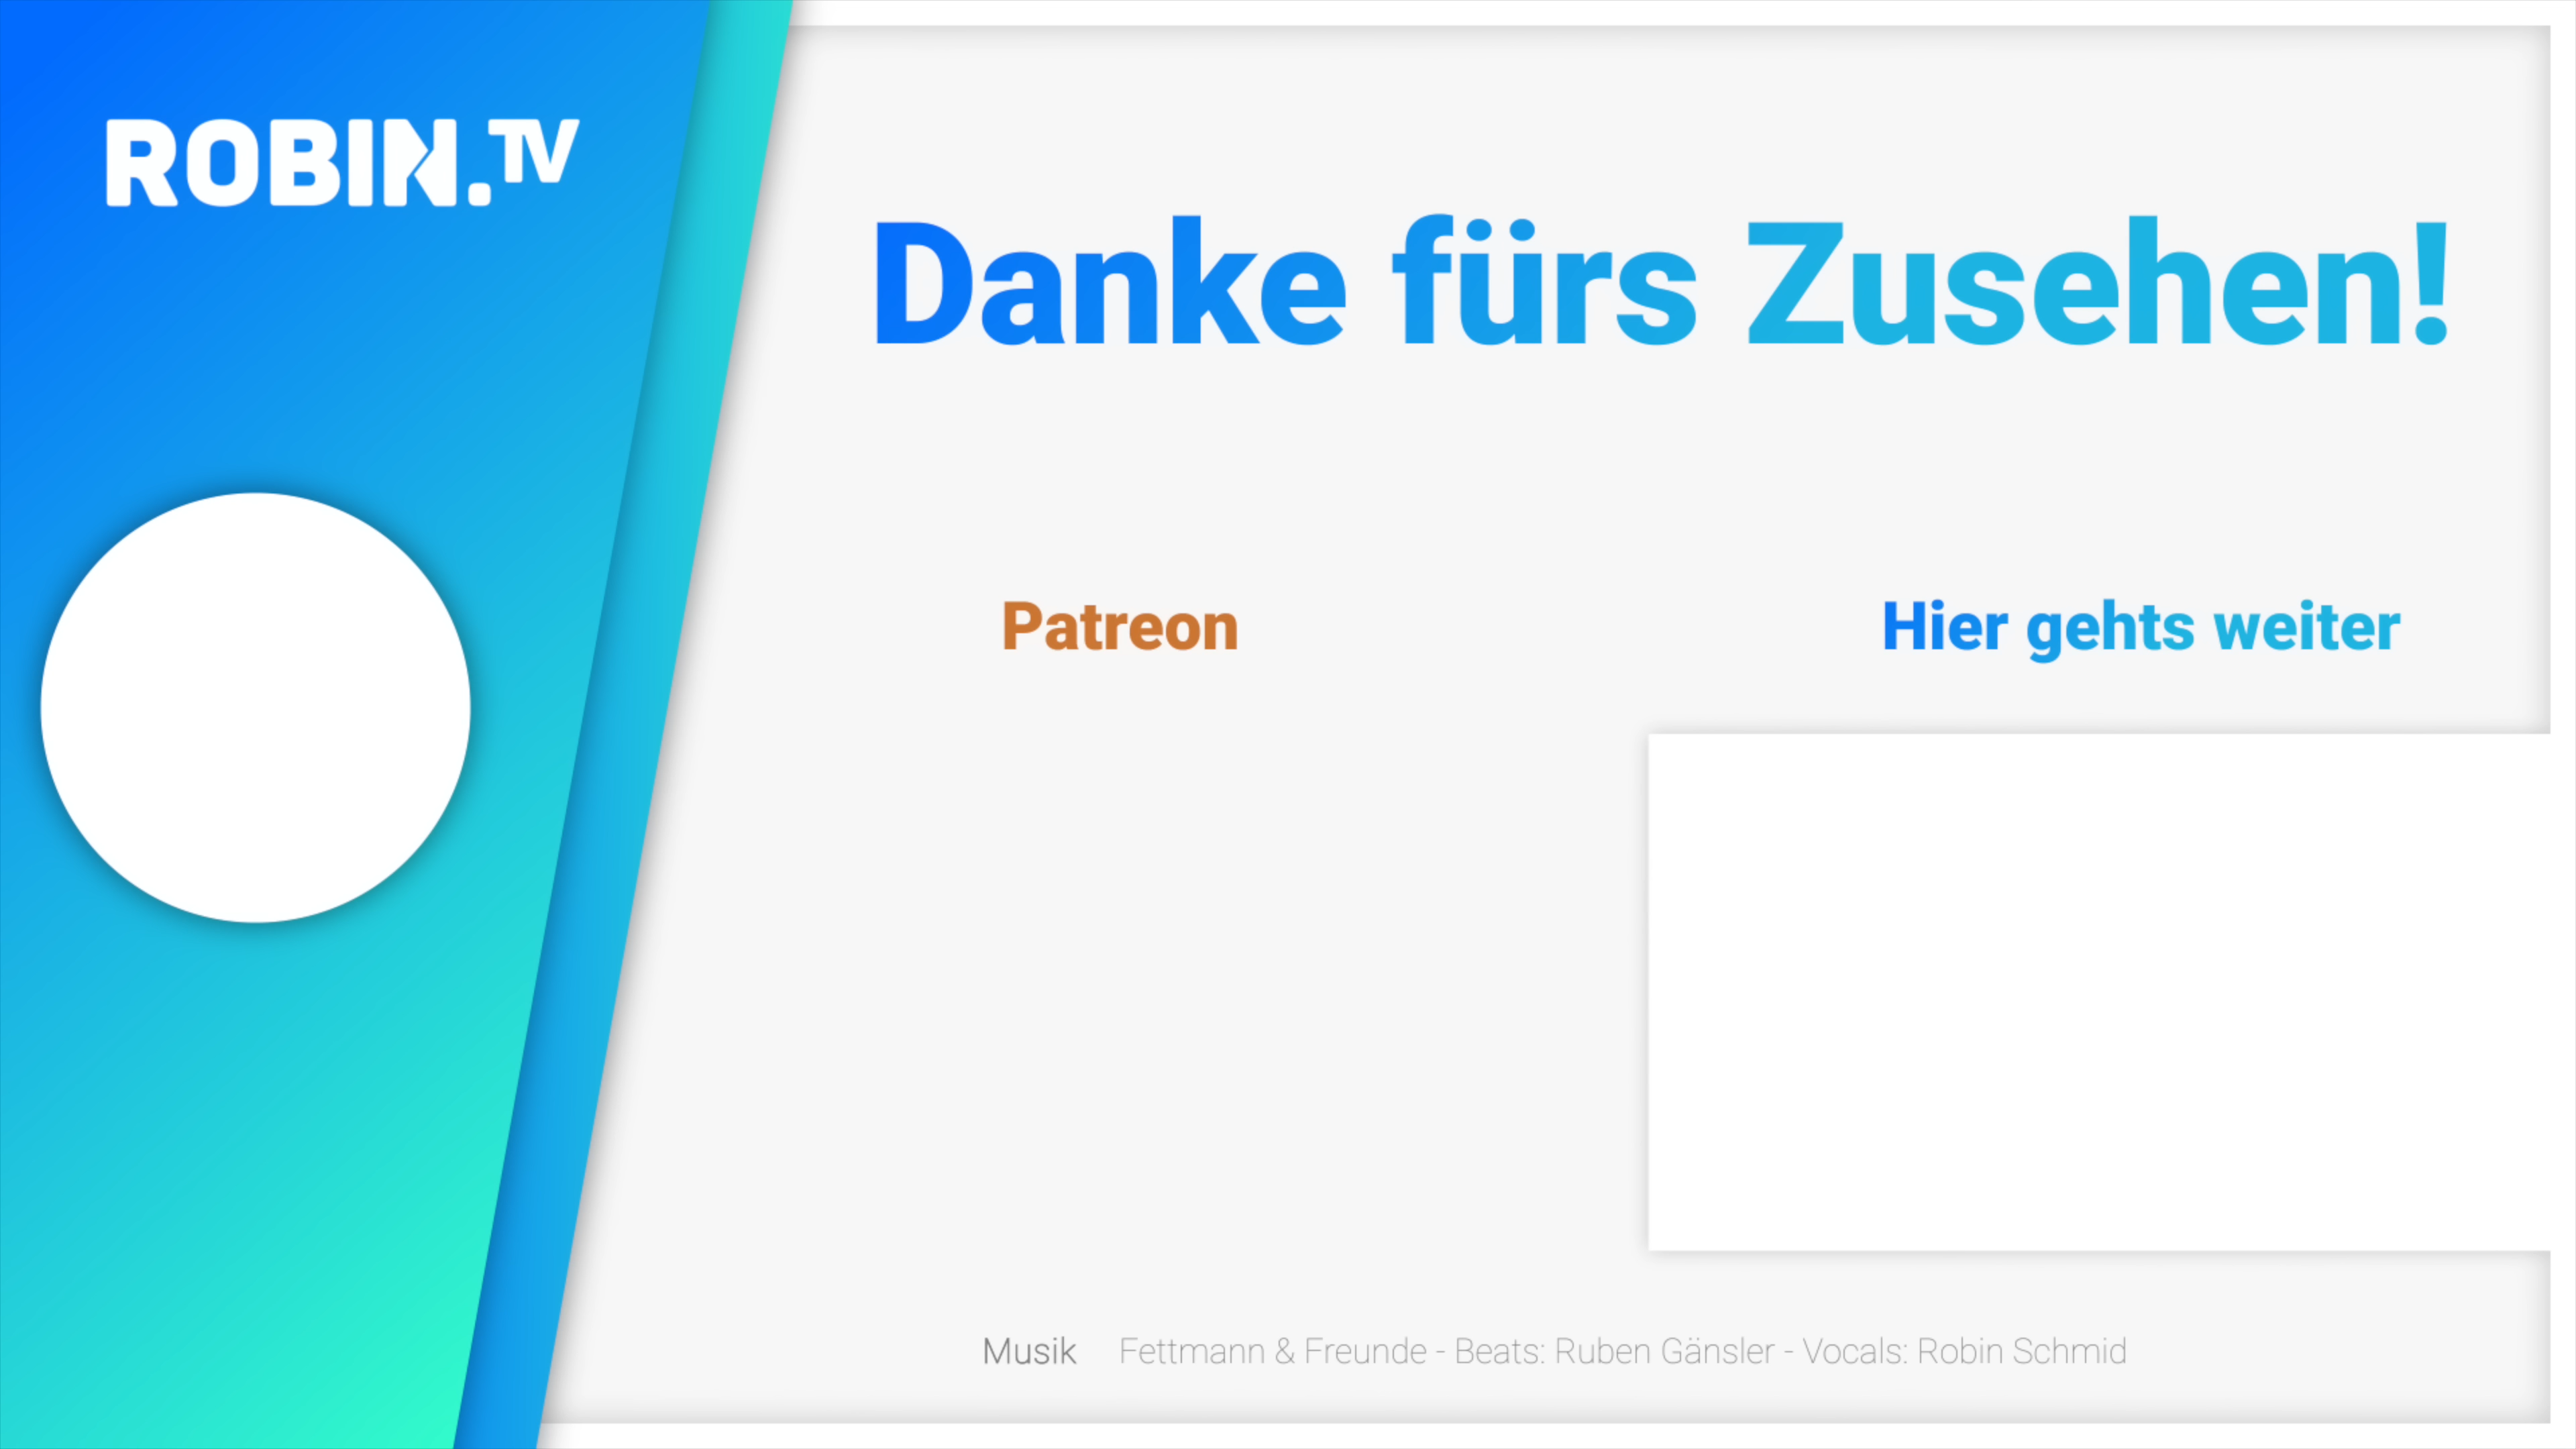 ROBIN.TV
Danke fürs Zusehen!
Patreon
Hier gehts weiter
Musik Fettmann & Freunde - Beats: Ruben Gänsler - Vocals: Robin Schmid